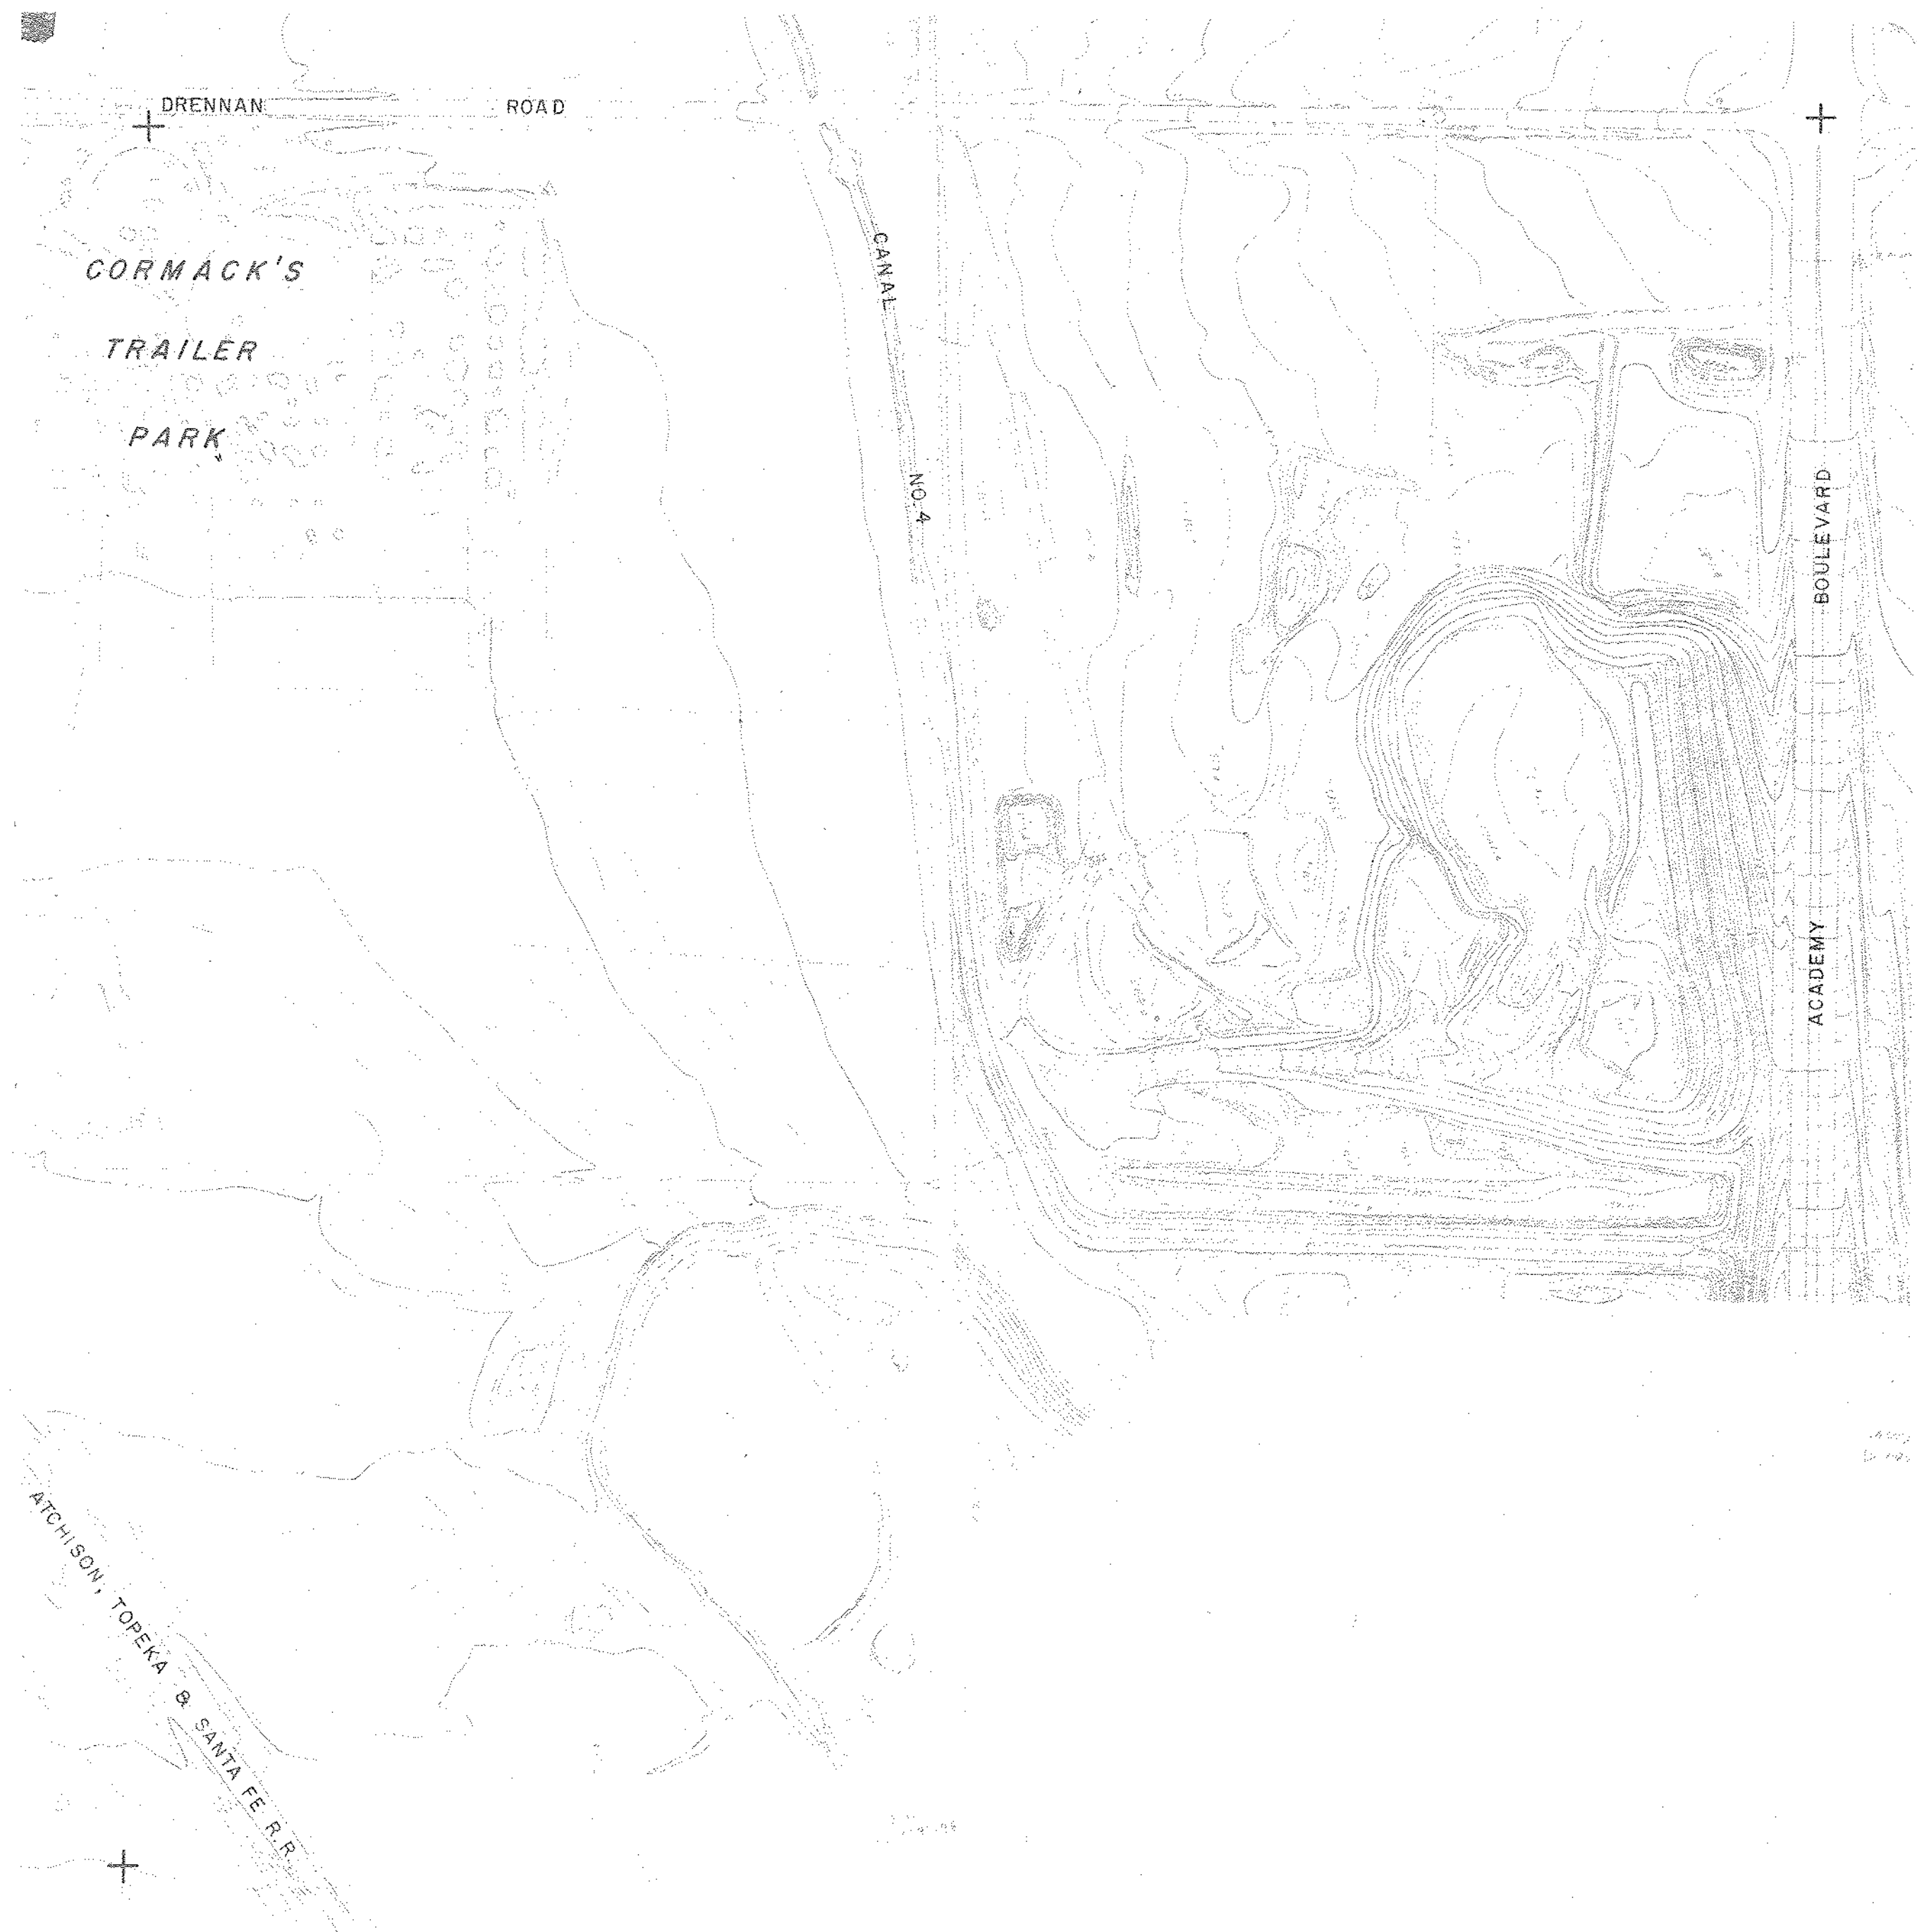 DRENNAN ROAD
CORMACK'S
TRAILER
PARK
CANAL
NO. 4
BOULEVARD
ACADEMY
ATCHISON, TOPEKA & SANTA FE R.R.